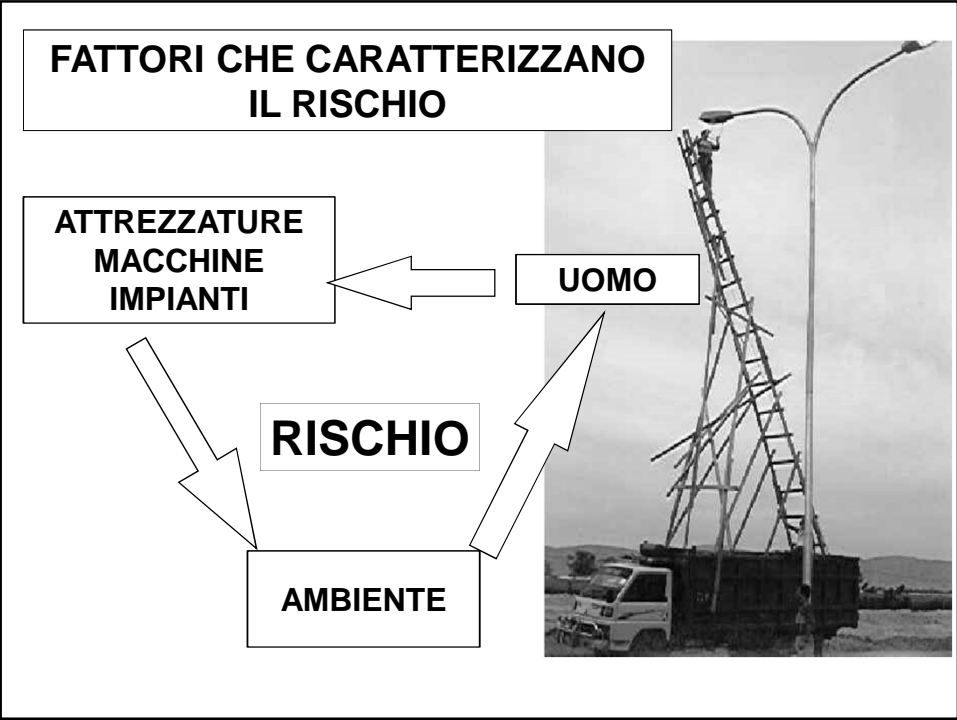 FATTORI CHE CARATTERIZZANO
IL RISCHIO
ATTREZZATURE
MACCHINE
IMPIANTI
UOMO
RISCHIO
AMBIENTE